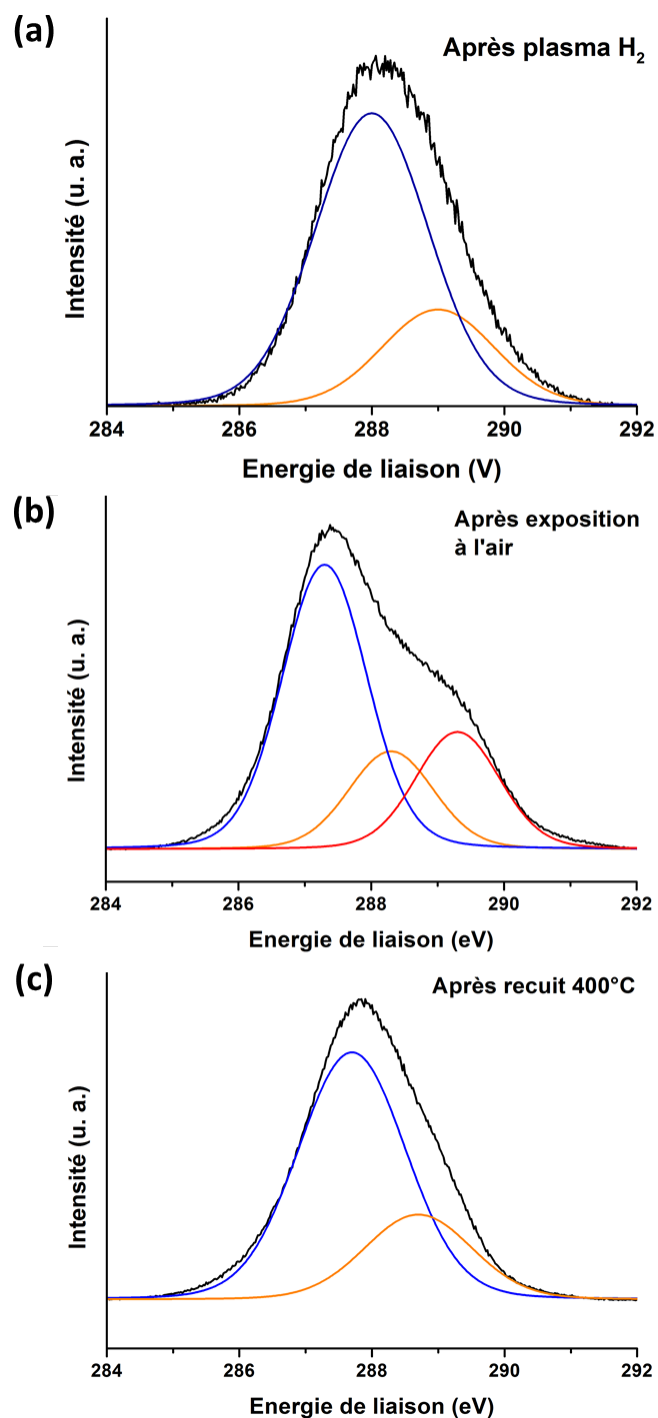 (a)
Après plasma H₂
Intensité (u. a.)
284 286 288 290 292
Energie de liaison (V)
(b)
Après exposition
à l'air
Intensité (u. a.)
284 286 288 290 292
Energie de liaison (eV)
(c)
Après recuit 400°C
Intensité (u. a.)
284 286 288 290 292
Energie de liaison (eV)